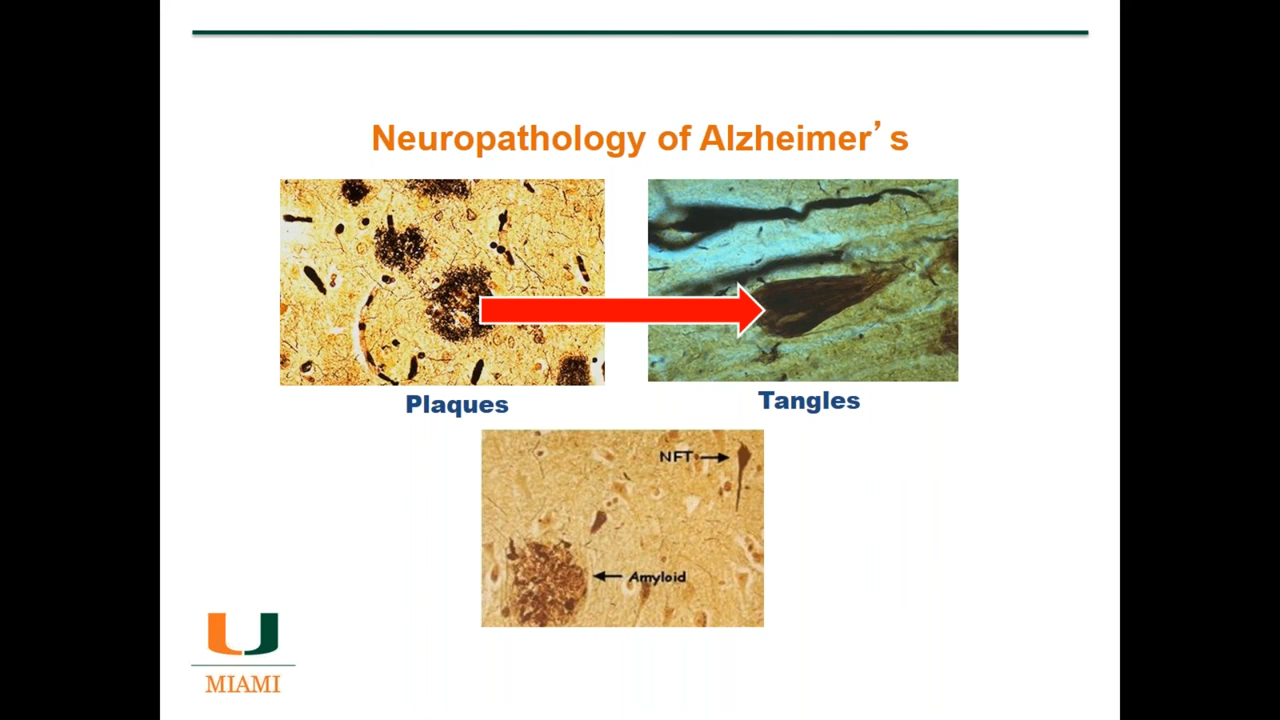 Neuropathology of Alzheimer’s
Plaques
Tangles
NFT
Amyloid
U
MIAMI